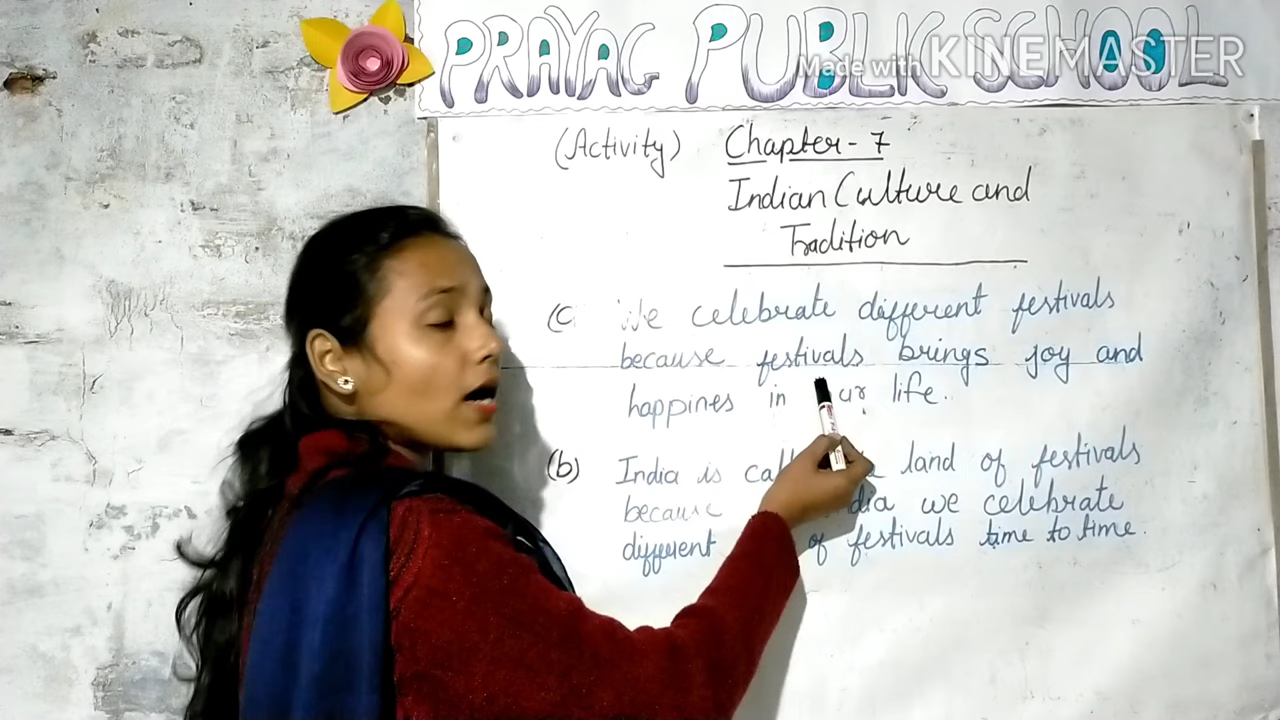 PRAYAG PUBLIC SCHOOL
Made with KINEMASTER
(Activity) Chapter - 7
Indian Culture and
Tradition
(c) We celebrate different festivals
because festivals brings joy and
happines in life.
(b) India is land of festivals
because we celebrate
different of festivals time to time.